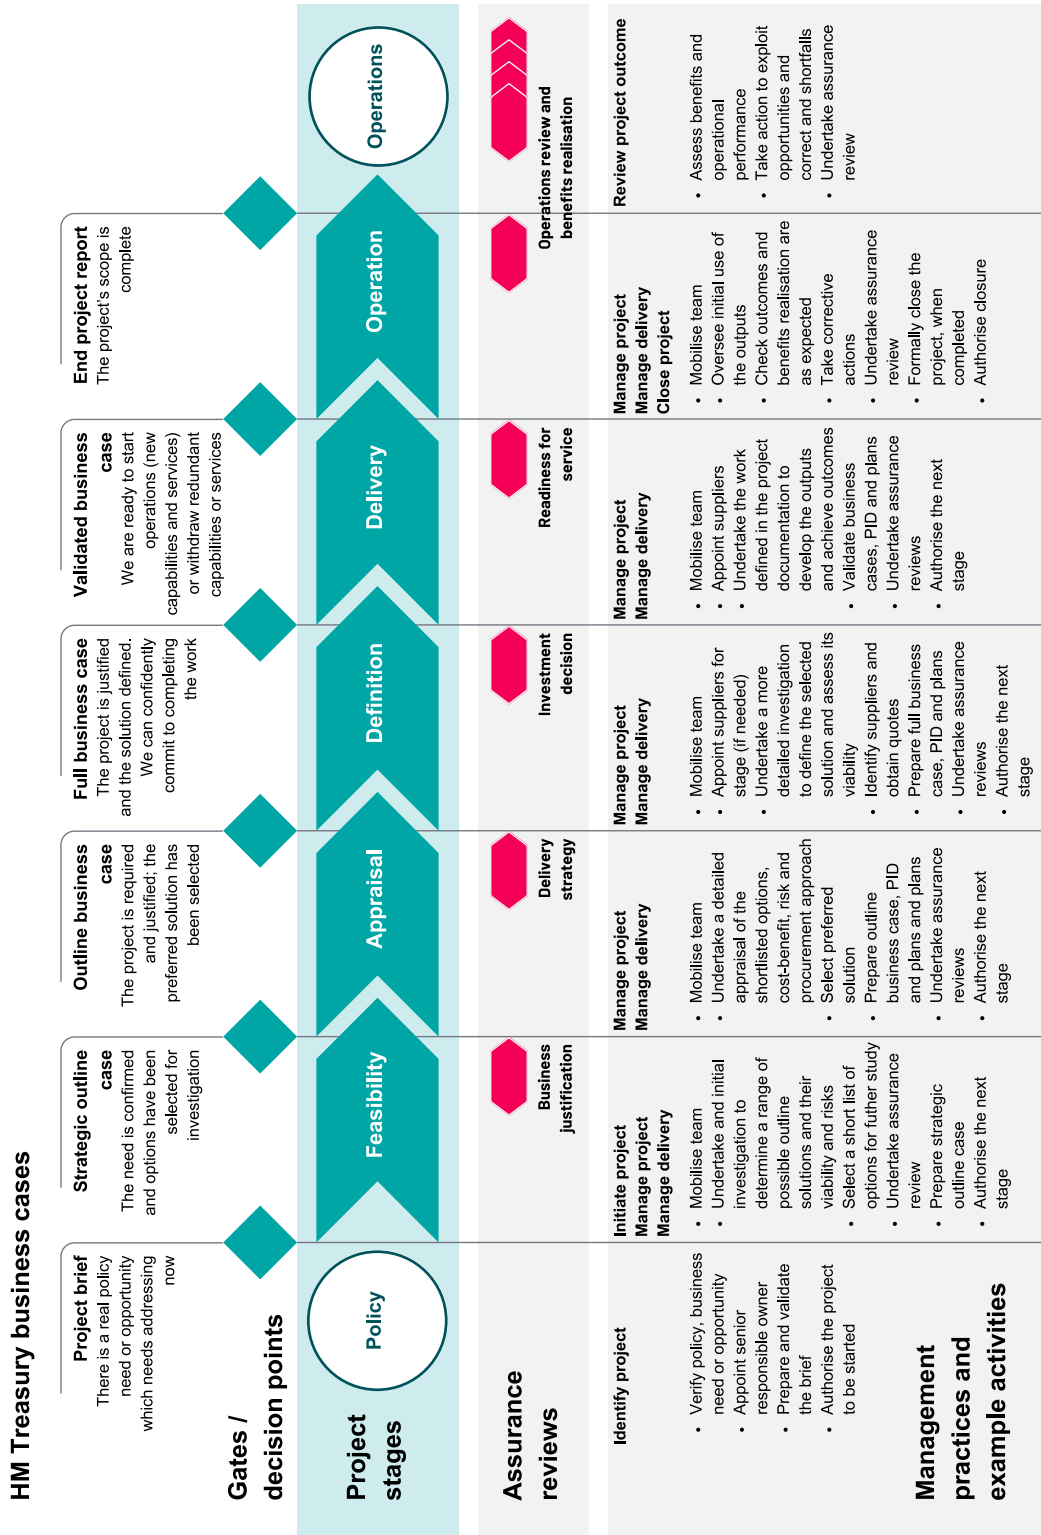 HM Treasury business cases
Project brief
There is a real policy
need or opportunity
which needs addressing
now
Strategic outline
case
The need is confirmed
and options have been
selected for
investigation
Outline business
case
The project is required
and justified; the
preferred solution has
been selected
Full business case
The project is justified
and the solution defined.
We can confidently
commit to completing
the work
Validated business
case
We are ready to start
operations (new
capabilities and services)
or withdraw redundant
capabilities or services
End project report
The project's scope is
complete
Gates /
decision points
Project
stages
Policy
Feasibility
Appraisal
Definition
Delivery
Operation
Operations
Assurance
reviews
Business
justification
Delivery
strategy
Investment
decision
Readiness for
service
Operations review and
benefits realisation
Management
practices and
example activities
Identify project
• Verify policy, business
need or opportunity
• Appoint senior
responsible owner
• Prepare and validate
the brief
• Authorise the project
to be started
Initiate project
Manage project
Manage delivery
• Mobilise team
• Undertake and initial
investigation to
determine a range of
possible outline
solutions and their
viability and risks
• Select a short list of
options for futher study
• Undertake assurance
review
• Prepare strategic
outline case
• Authorise the next
stage
Manage project
Manage delivery
• Mobilise team
• Undertake a detailed
appraisal of the
shortlisted options,
cost-benefit, risk and
procurement approach
• Select preferred
solution
• Prepare outline
business case, PID
and plans and plans
• Undertake assurance
reviews
• Authorise the next
stage
Manage project
Manage delivery
• Mobilise team
• Appoint suppliers for
stage (if needed)
• Undertake a more
detailed investigation
to define the selected
solution and assess its
viability
• Identify suppliers and
obtain quotes
• Prepare full business
case, PID and plans
• Undertake assurance
reviews
• Authorise the next
stage
Manage project
Manage delivery
• Mobilise team
• Appoint suppliers
• Undertake the work
defined in the project
documentation to
develop the outputs
and achieve outcomes
• Validate business
cases, PID and plans
• Undertake assurance
reviews
• Authorise the next
stage
Manage project
Manage delivery
Close project
• Mobilise team
• Oversee initial use of
the outputs
• Check outcomes and
benefits realisation are
as expected
• Take corrective
actions
• Undertake assurance
review
• Formally close the
project, when
completed
• Authorise closure
Review project outcome
• Assess benefits and
operational
performance
• Take action to exploit
opportunities and
correct and shortfalls
• Undertake assurance
review